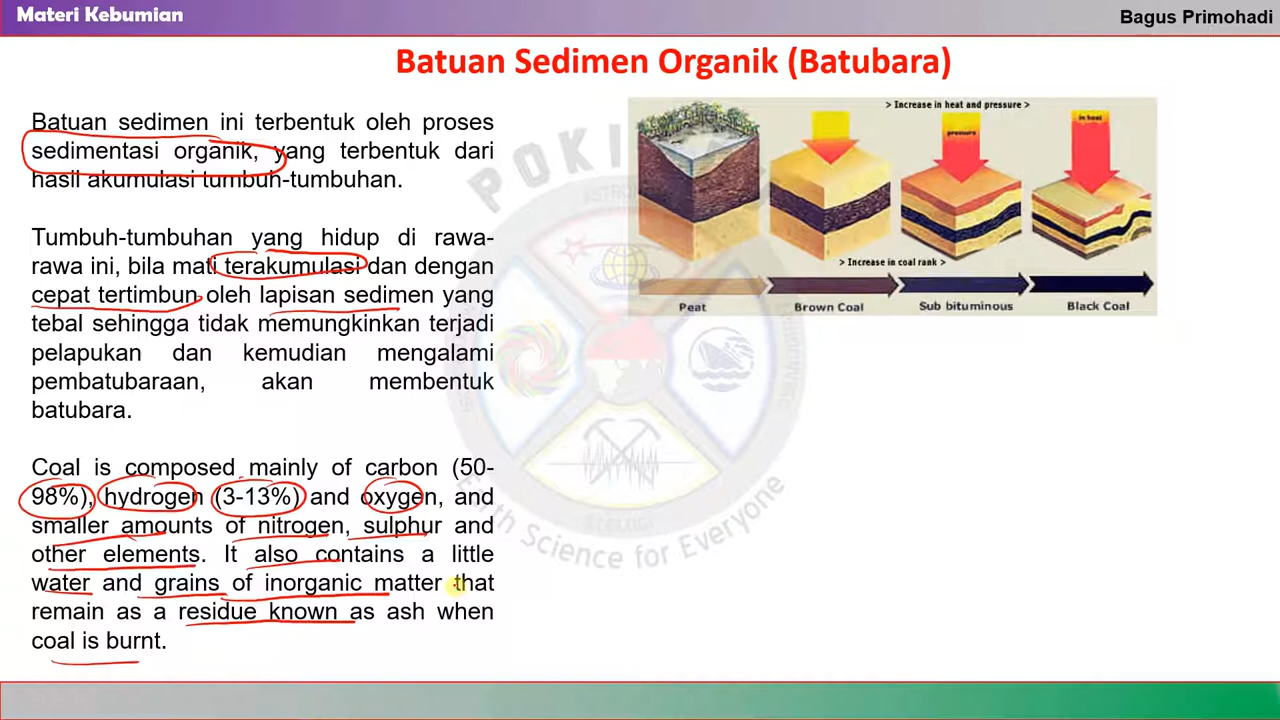 Materi Kebumian
Bagus Primohadi
Batuan Sedimen Organik (Batubara)
Batuan sedimen ini terbentuk oleh proses
sedimentasi organik, yang terbentuk dari
hasil akumulasi tumbuh-tumbuhan.
Tumbuh-tumbuhan yang hidup di rawa-
rawa ini, bila mati terakumulasi dan dengan
cepat tertimbun oleh lapisan sedimen yang
tebal sehingga tidak memungkinkan terjadi
pelapukan dan kemudian mengalami
pembatubaraan, akan membentuk
batubara.
Coal is composed mainly of carbon (50-
98%), hydrogen (3-13%) and oxygen, and
smaller amounts of nitrogen, sulphur and
other elements. It also contains a little
water and grains of inorganic matter that
remain as a residue known as ash when
coal is burnt.
> Increase in heat and pressure >
pressure
in heat
> Increase in coal rank >
Peat
Brown Coal
Sub bituminous
Black Coal
Earth Science for Everyone